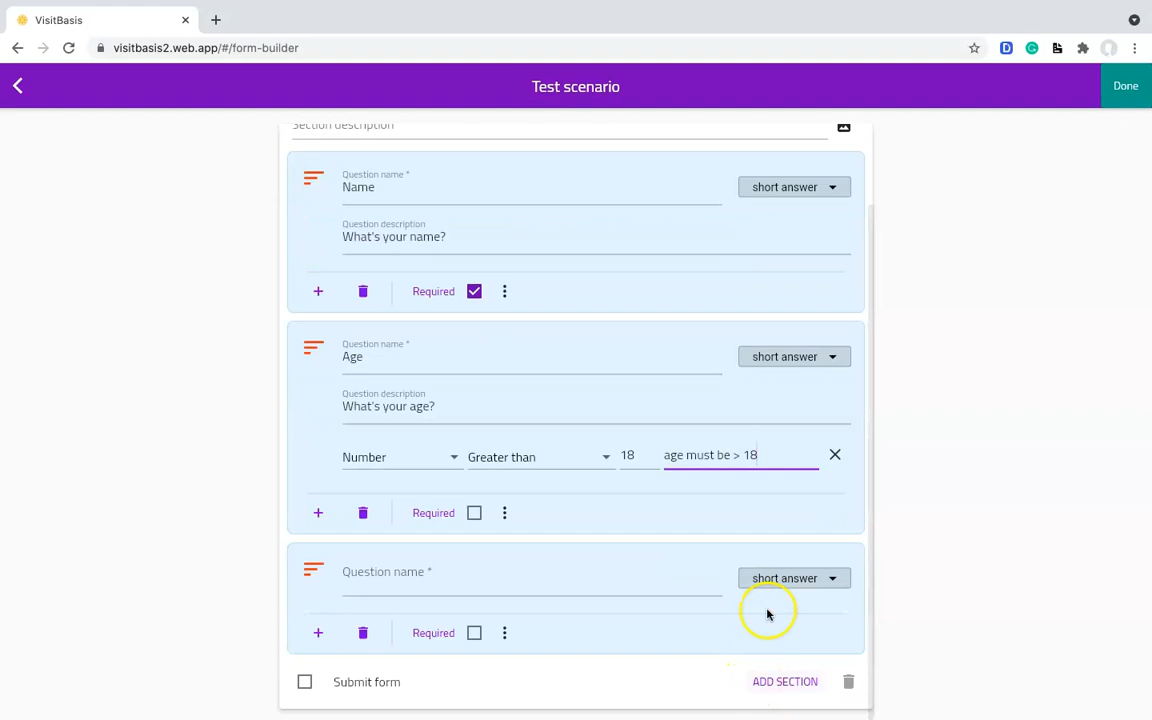 VisitBasis
visitbasis2.web.app/#/form-builder
Test scenario
Done
Section description
Question name *
Name
short answer
Question description
What's your name?
Required
Question name *
Age
short answer
Question description
What's your age?
Number Greater than 18 age must be > 18
Required
Question name *
short answer
Required
Submit form
ADD SECTION